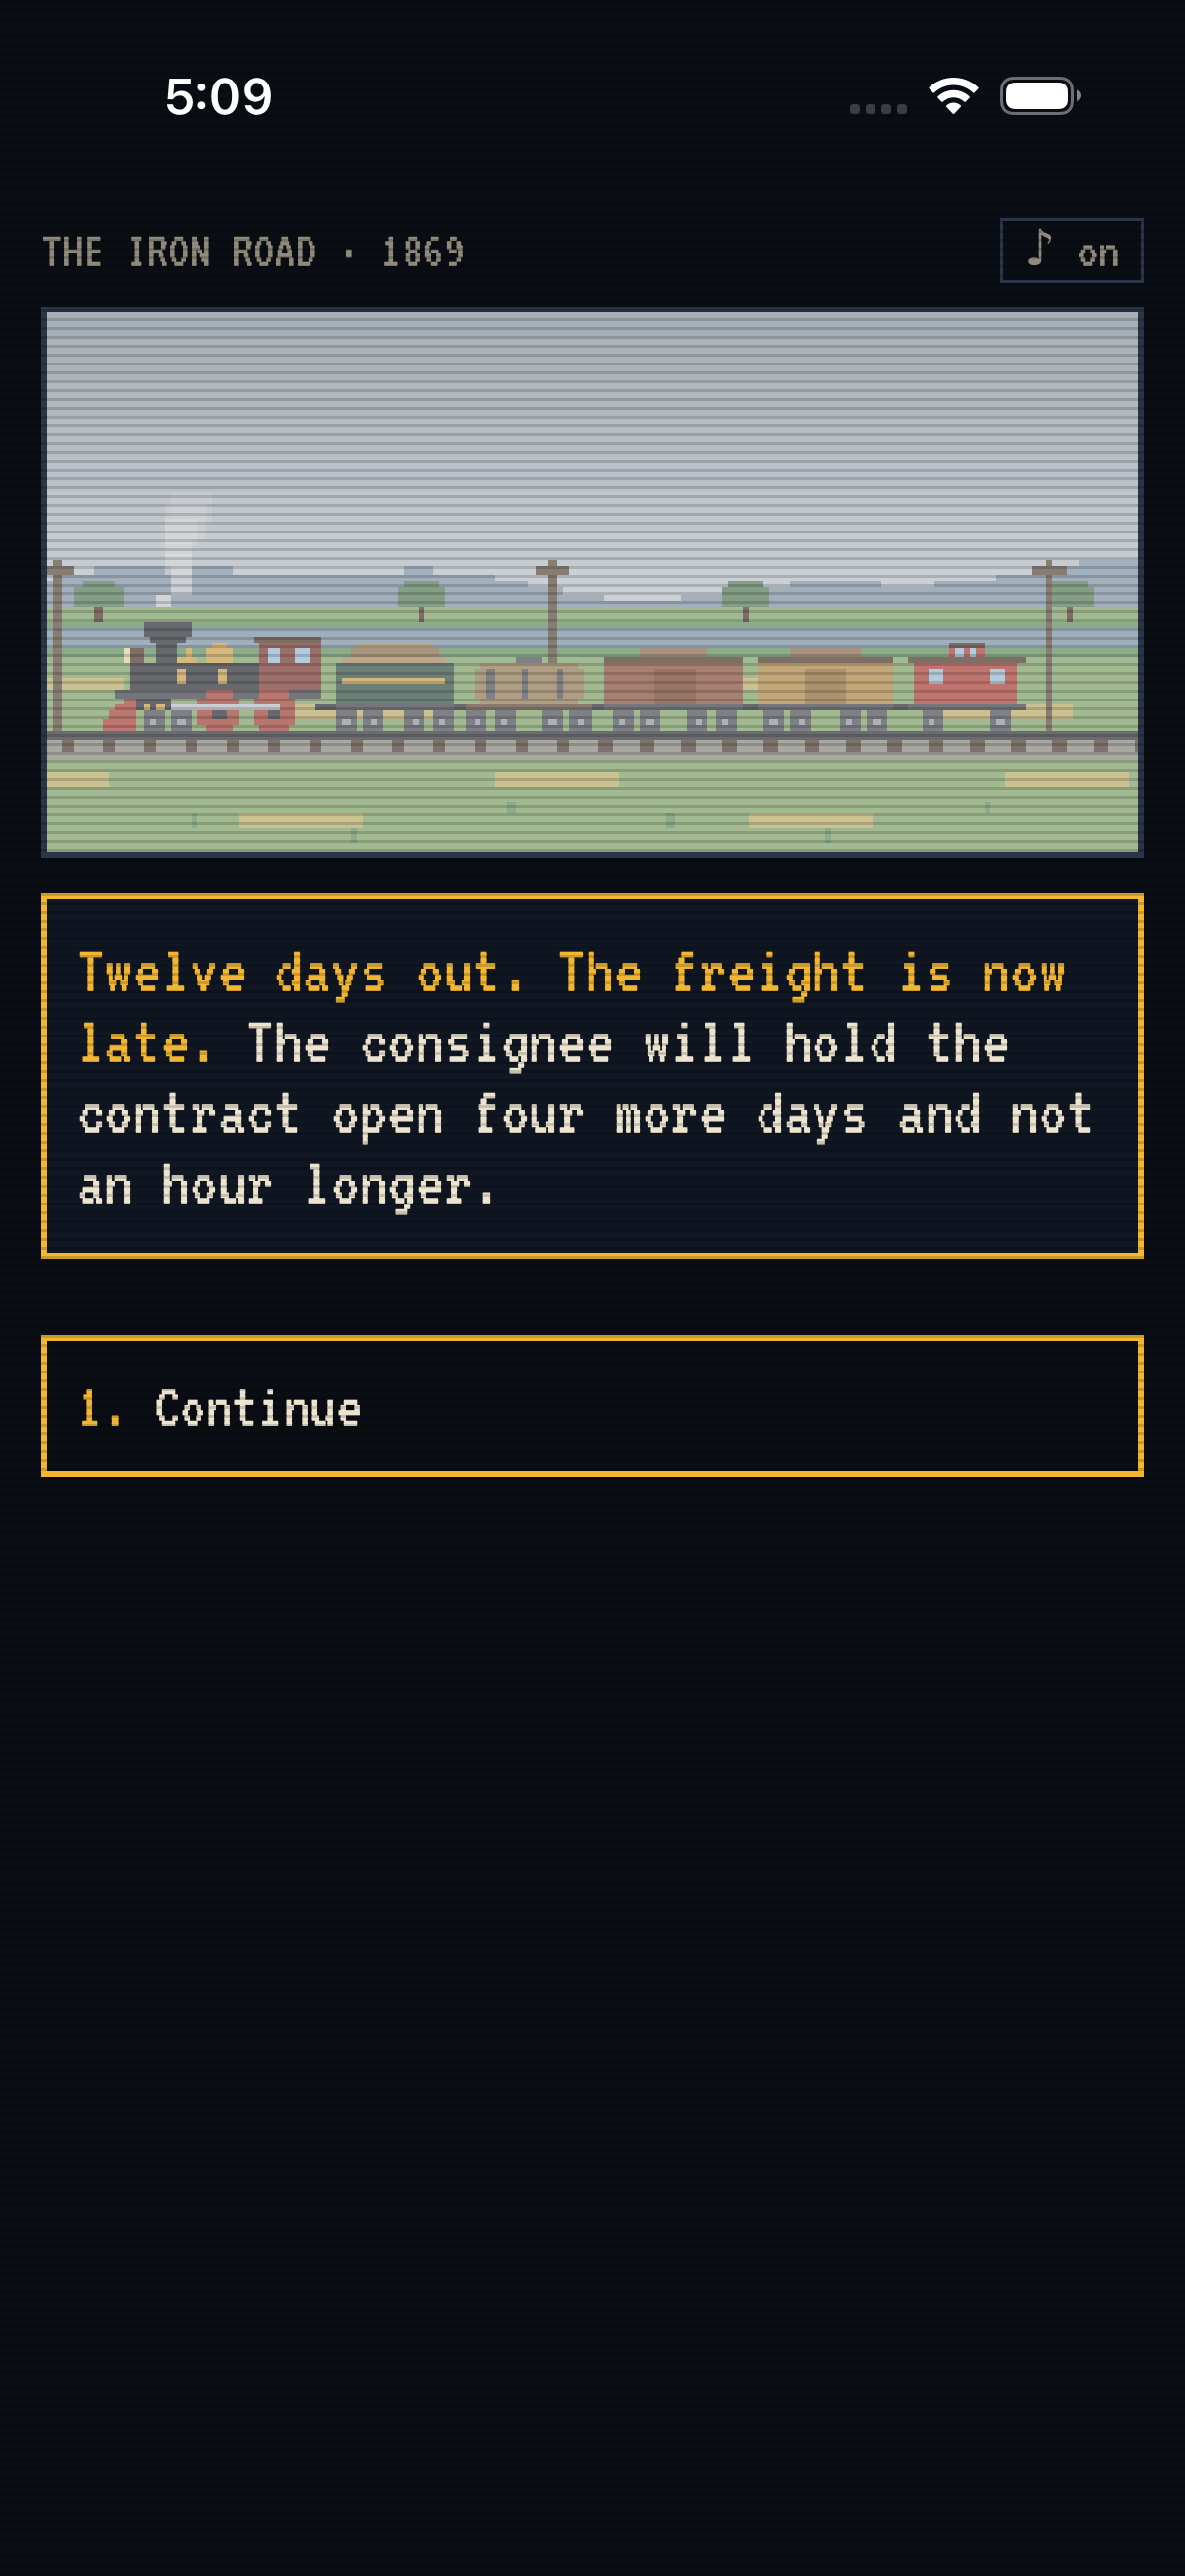 5:09
THE IRON ROAD · 1869
♪ on
Twelve days out. The freight is now
late. The consignee will hold the
contract open four more days and not
an hour longer.
1. Continue